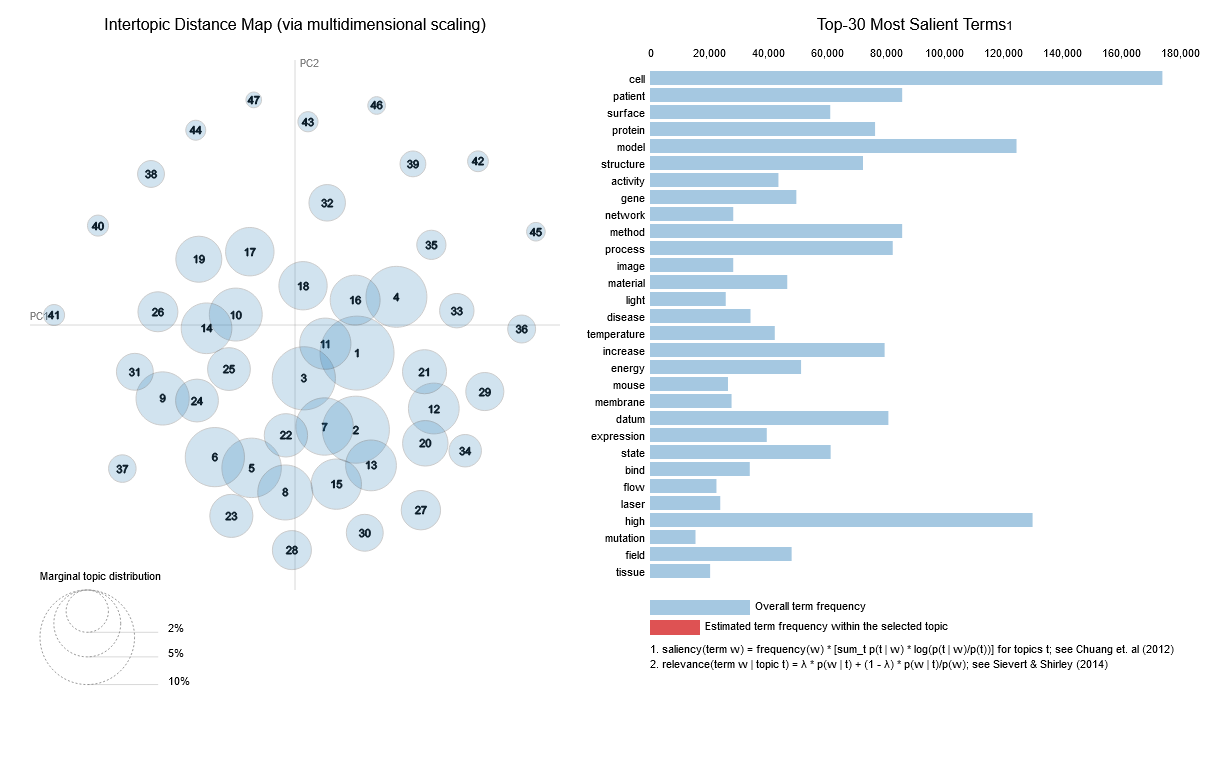 Intertopic Distance Map (via multidimensional scaling)
PC2
PC1
47
46
43
44
42
39
38
32
40
45
35
17
19
18
4
16
33
26
10
41
14
36
11
1
25
31
21
3
29
9
24
12
7
2
22
20
34
6
13
5
37
15
8
27
23
30
28
Marginal topic distribution
2%
5%
10%
Top-30 Most Salient Terms1
0 20,000 40,000 60,000 80,000 100,000 120,000 140,000 160,000 180,000
cell
patient
surface
protein
model
structure
activity
gene
network
method
process
image
material
light
disease
temperature
increase
energy
mouse
membrane
datum
expression
state
bind
flow
laser
high
mutation
field
tissue
Overall term frequency
Estimated term frequency within the selected topic
1. saliency(term w) = frequency(w) * [sum_t p(t | w) * log(p(t | w)/p(t))] for topics t; see Chuang et. al (2012)
2. relevance(term w | topic t) = λ * p(w | t) + (1 - λ) * p(w | t)/p(w); see Sievert & Shirley (2014)